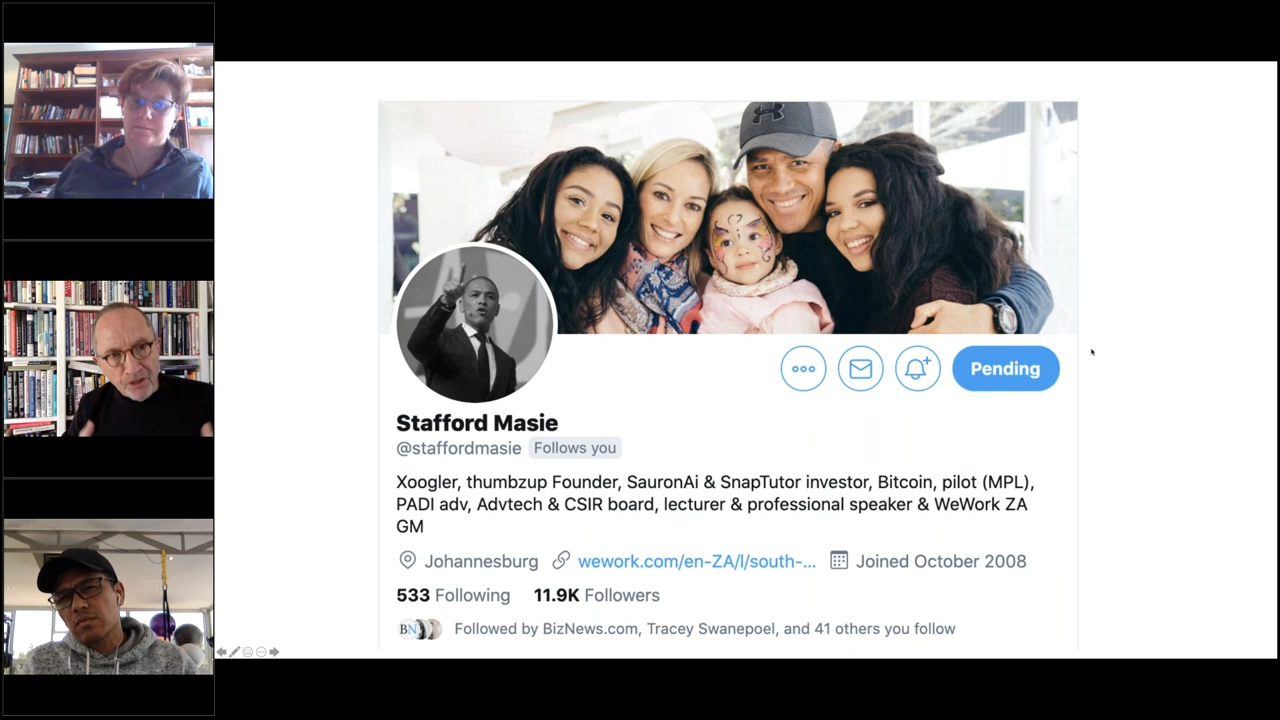 Pending
Stafford Masie
@staffordmasie Follows you
Xoogler, thumbzup Founder, SauronAi & SnapTutor investor, Bitcoin, pilot (MPL),
PADI adv, Advtech & CSIR board, lecturer & professional speaker & WeWork ZA
GM
Johannesburg wework.com/en-ZA/l/south-... Joined October 2008
533 Following 11.9K Followers
BN Followed by BizNews.com, Tracey Swanepoel, and 41 others you follow